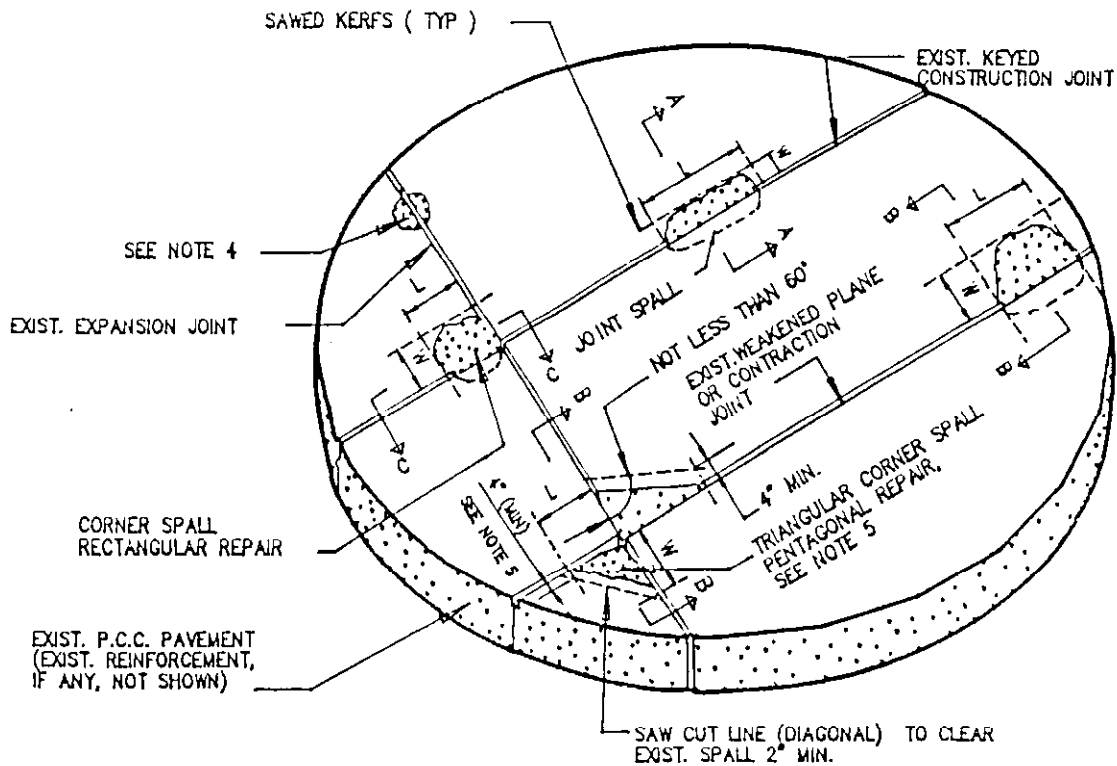 SAWED KERFS ( TYP )
EXIST. KEYED
CONSTRUCTION JOINT
A
L
W
B
L
SEE NOTE 4
A
W
EXIST. EXPANSION JOINT
L
W
JOINT SPALL
NOT LESS THAN 60°
EXIST. WEAKENED PLANE
OR CONTRACTION
JOINT
C
B
B
C
L
(MIN)
SEE NOTE 5
4" MIN.
TRIANGULAR CORNER SPALL
PENTAGONAL REPAIR.
SEE NOTE 5
W
B
CORNER SPALL
RECTANGULAR REPAIR
EXIST. P.C.C. PAVEMENT
(EXIST. REINFORCEMENT,
IF ANY, NOT SHOWN)
SAW CUT LINE (DIAGONAL) TO CLEAR
EXIST. SPALL 2" MIN.